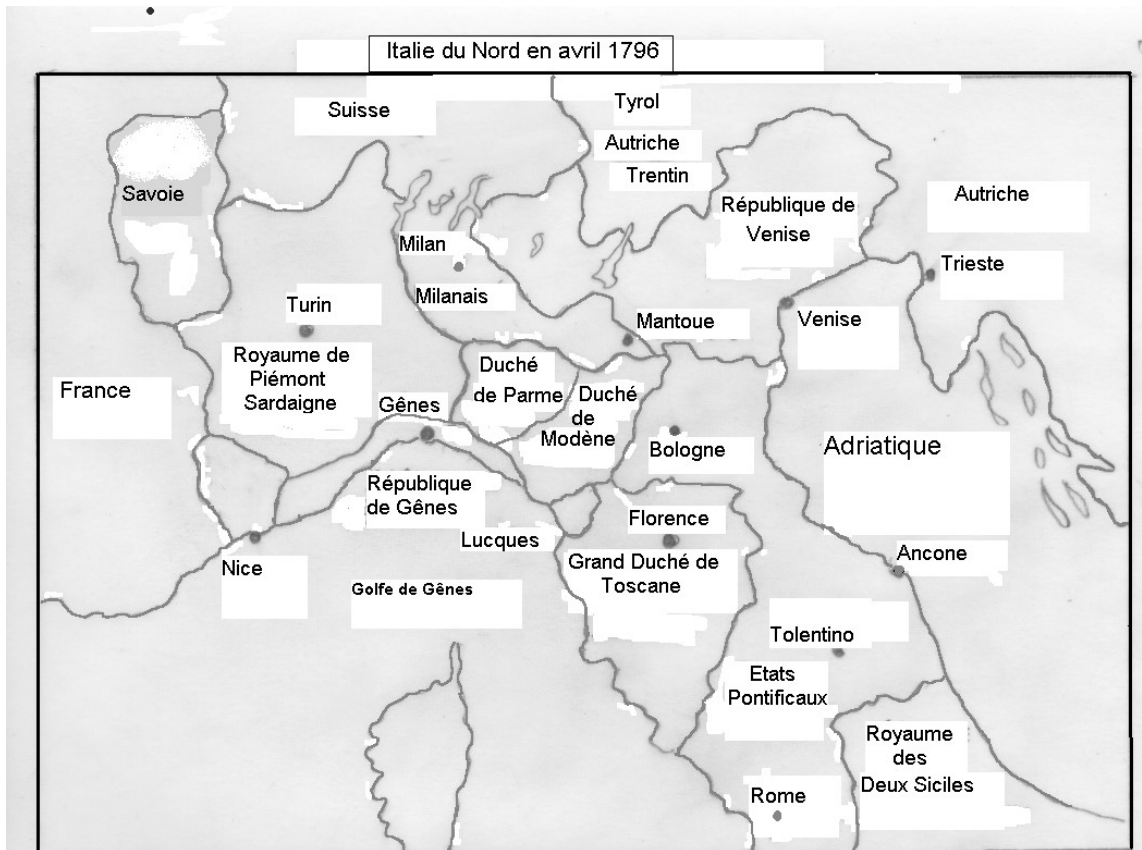 Italie du Nord en avril 1796
Suisse
Tyrol
Autriche
Trentin
Savoie
République de
Venise
Autriche
Milan
Trieste
Milanais
Turin
Mantoue
Venise
Royaume de
Piémont
Sardaigne
Duché
de Parme
Duché
de
Modène
France
Gênes
Bologne
Adriatique
République
de Gênes
Florence
Lucques
Ancone
Nice
Grand Duché de
Toscane
Golfe de Gênes
Tolentino
Etats
Pontificaux
Royaume
des
Deux Siciles
Rome